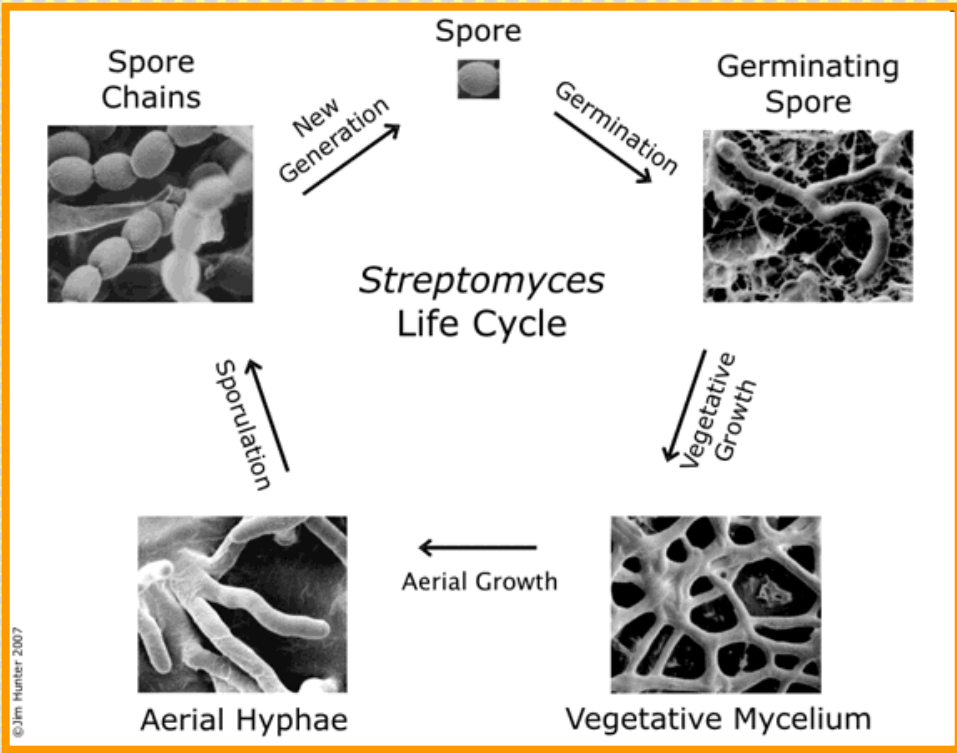 Spore
Germination
Germinating
Spore
Vegetative
Growth
Vegetative Mycelium
Aerial Growth
Aerial Hyphae
Sporulation
Spore
Chains
New
Generation
Streptomyces
Life Cycle
©Jim Hunter 2007